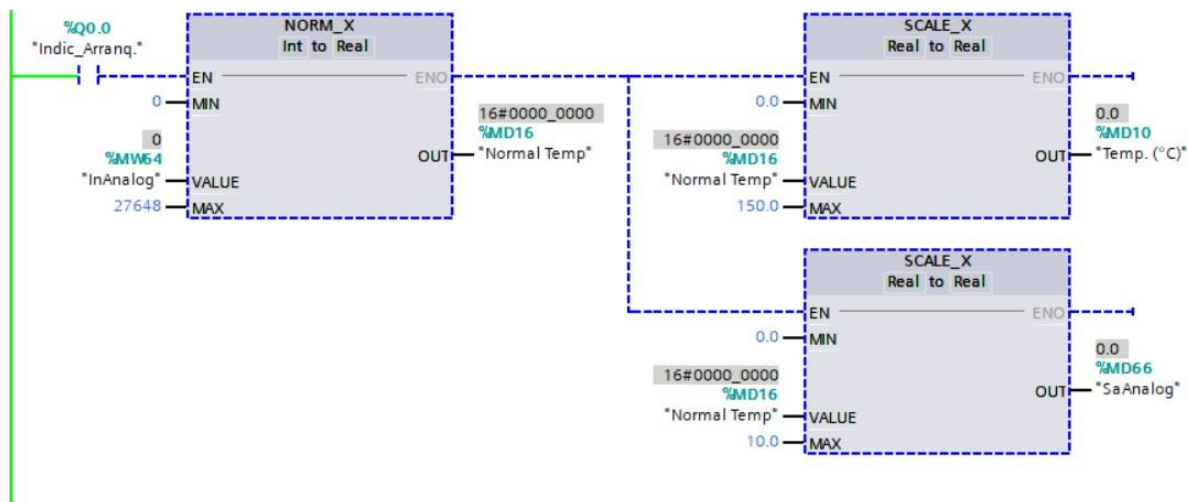 %Q0.0
"Indic_Arranq."
NORM_X
Int to Real
EN
ENO
0
MIN
16#0000_0000
%MD16
"Normal Temp"
OUT
0
%MW64
"InAnalog"
VALUE
27648
MAX
SCALE_X
Real to Real
EN
ENO
0.0
MIN
0.0
%MD10
"Temp. (°C)"
OUT
16#0000_0000
%MD16
"Normal Temp"
VALUE
150.0
MAX
SCALE_X
Real to Real
EN
ENO
0.0
MIN
0.0
%MD66
"SaAnalog"
OUT
16#0000_0000
%MD16
"Normal Temp"
VALUE
10.0
MAX